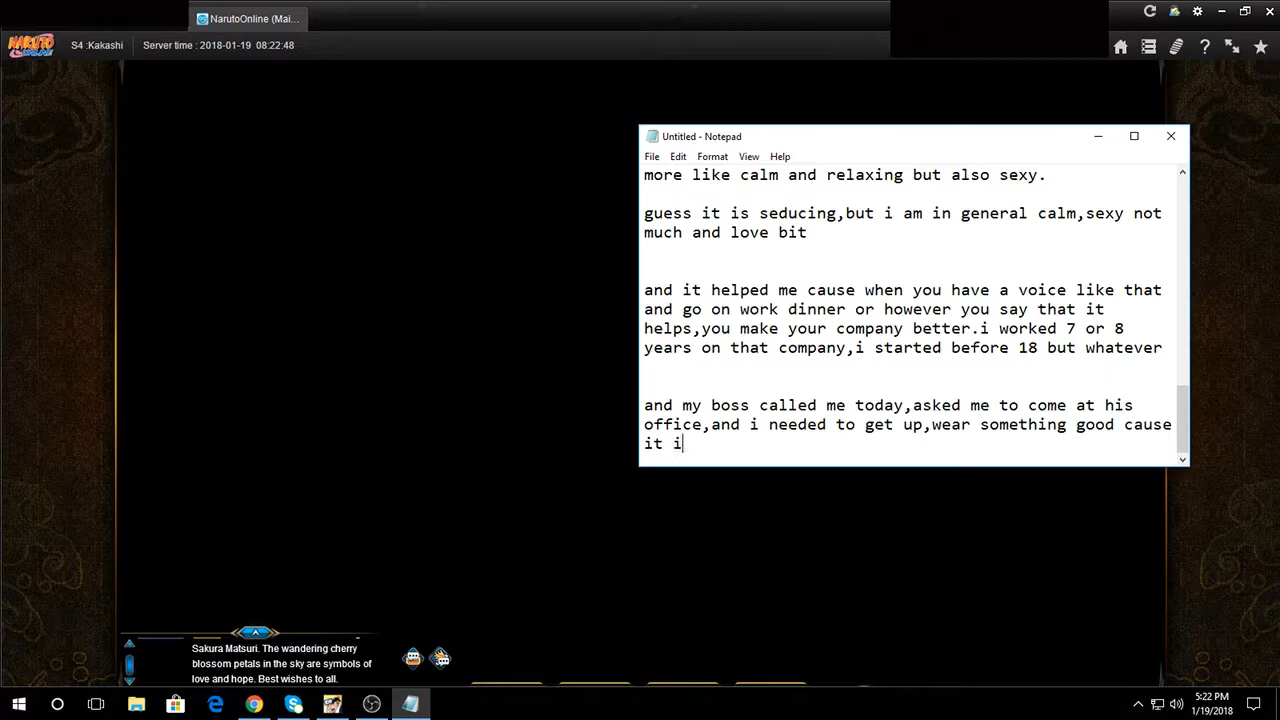 NarutoOnline (Mai...
NARUTO
ONLINE
S4 :Kakashi
Server time : 2018-01-19 08:22:48
Untitled - Notepad
File Edit Format View Help
more like calm and relaxing but also sexy.
guess it is seducing,but i am in general calm,sexy not
much and love bit
and it helped me cause when you have a voice like that
and go on work dinner or however you say that it
helps,you make your company better.i worked 7 or 8
years on that company,i started before 18 but whatever
and my boss called me today,asked me to come at his
office,and i needed to get up,wear something good cause
it i
Sakura Matsuri. The wandering cherry
blossom petals in the sky are symbols of
love and hope. Best wishes to all.
5:22 PM
1/19/2018